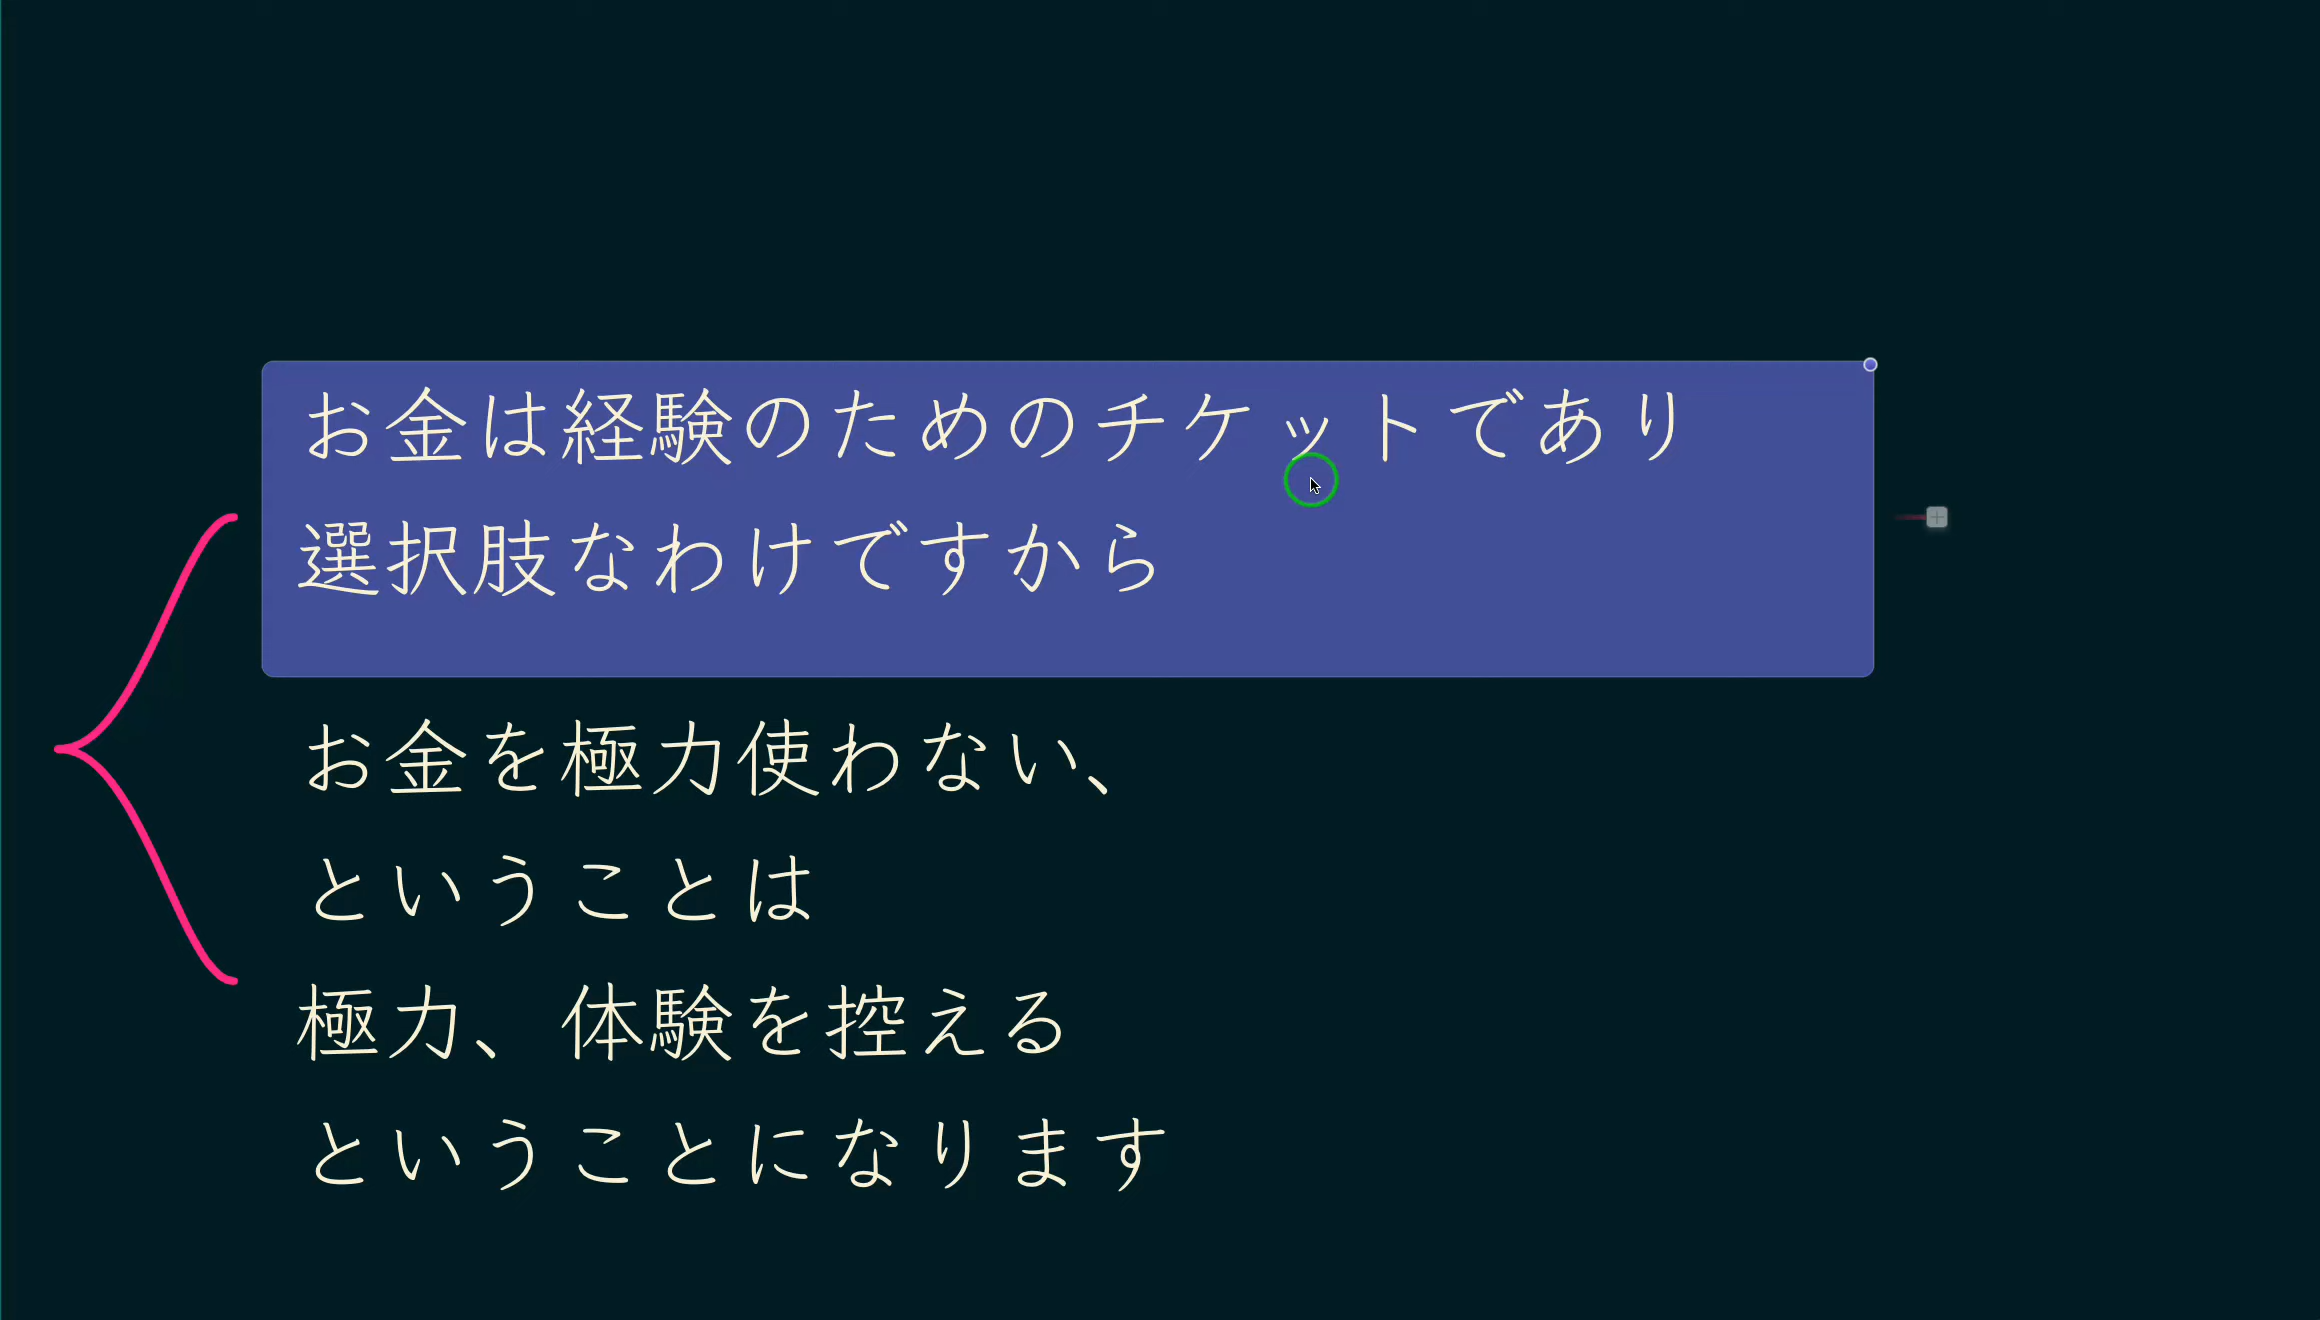 お金は経験のためのチケットであり
選択肢なわけですから
お金を極力使わない、
ということは
極力、体験を控える
ということになります